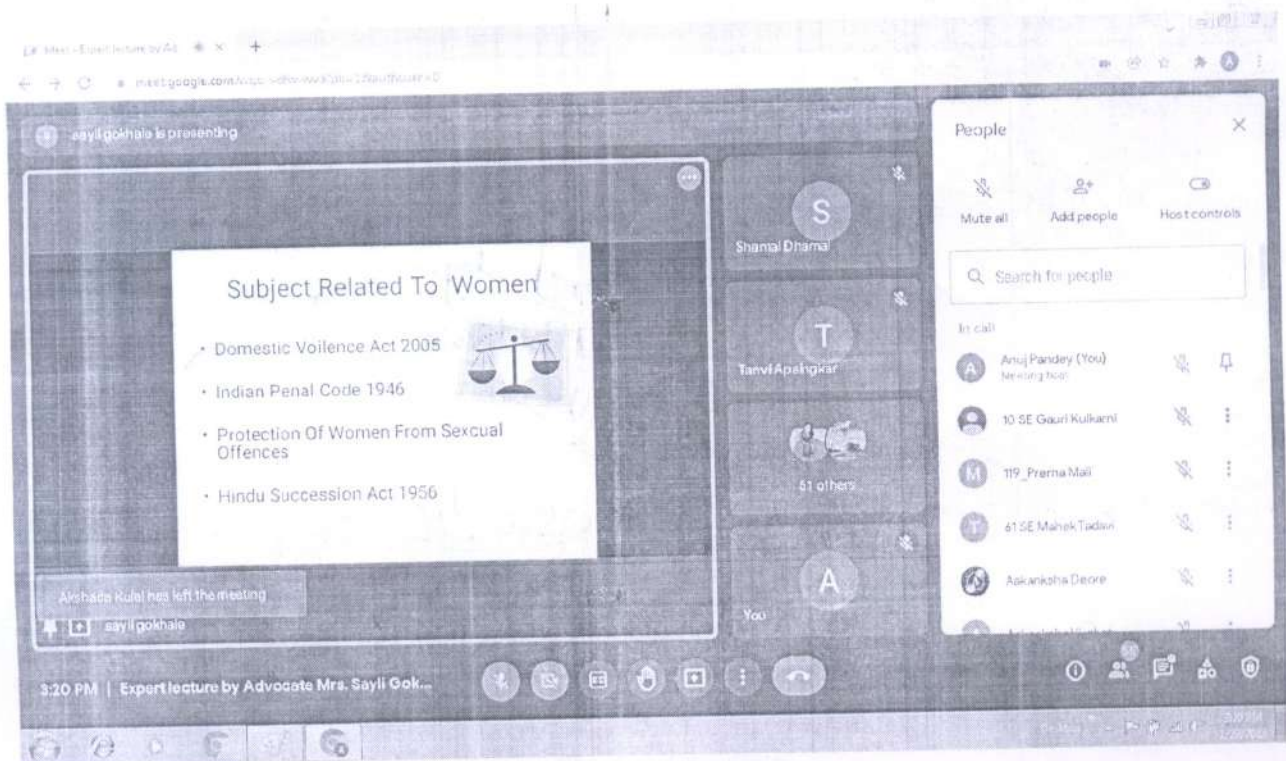 sayli gokhale is presenting
Subject Related To Women
• Domestic Voilence Act 2005
• Indian Penal Code 1946
• Protection Of Women From Sexcual
Offences
• Hindu Succession Act 1956
Akshada Kulal has left the meeting
sayli gokhale
S
Shamal Dhamal
T
Tanvi Apsingkar
51 others
A
You
People
Mute all
Add people
Host controls
Search for people
In call
A
Anuj Pandey (You)
Meeting host
10 SE Gauri Kulkarni
M
119_Prerna Mali
T
61 SE Mahek Tadavi
Aakanksha Deore
3:20 PM | Expert lecture by Advocate Mrs. Sayli Gok...